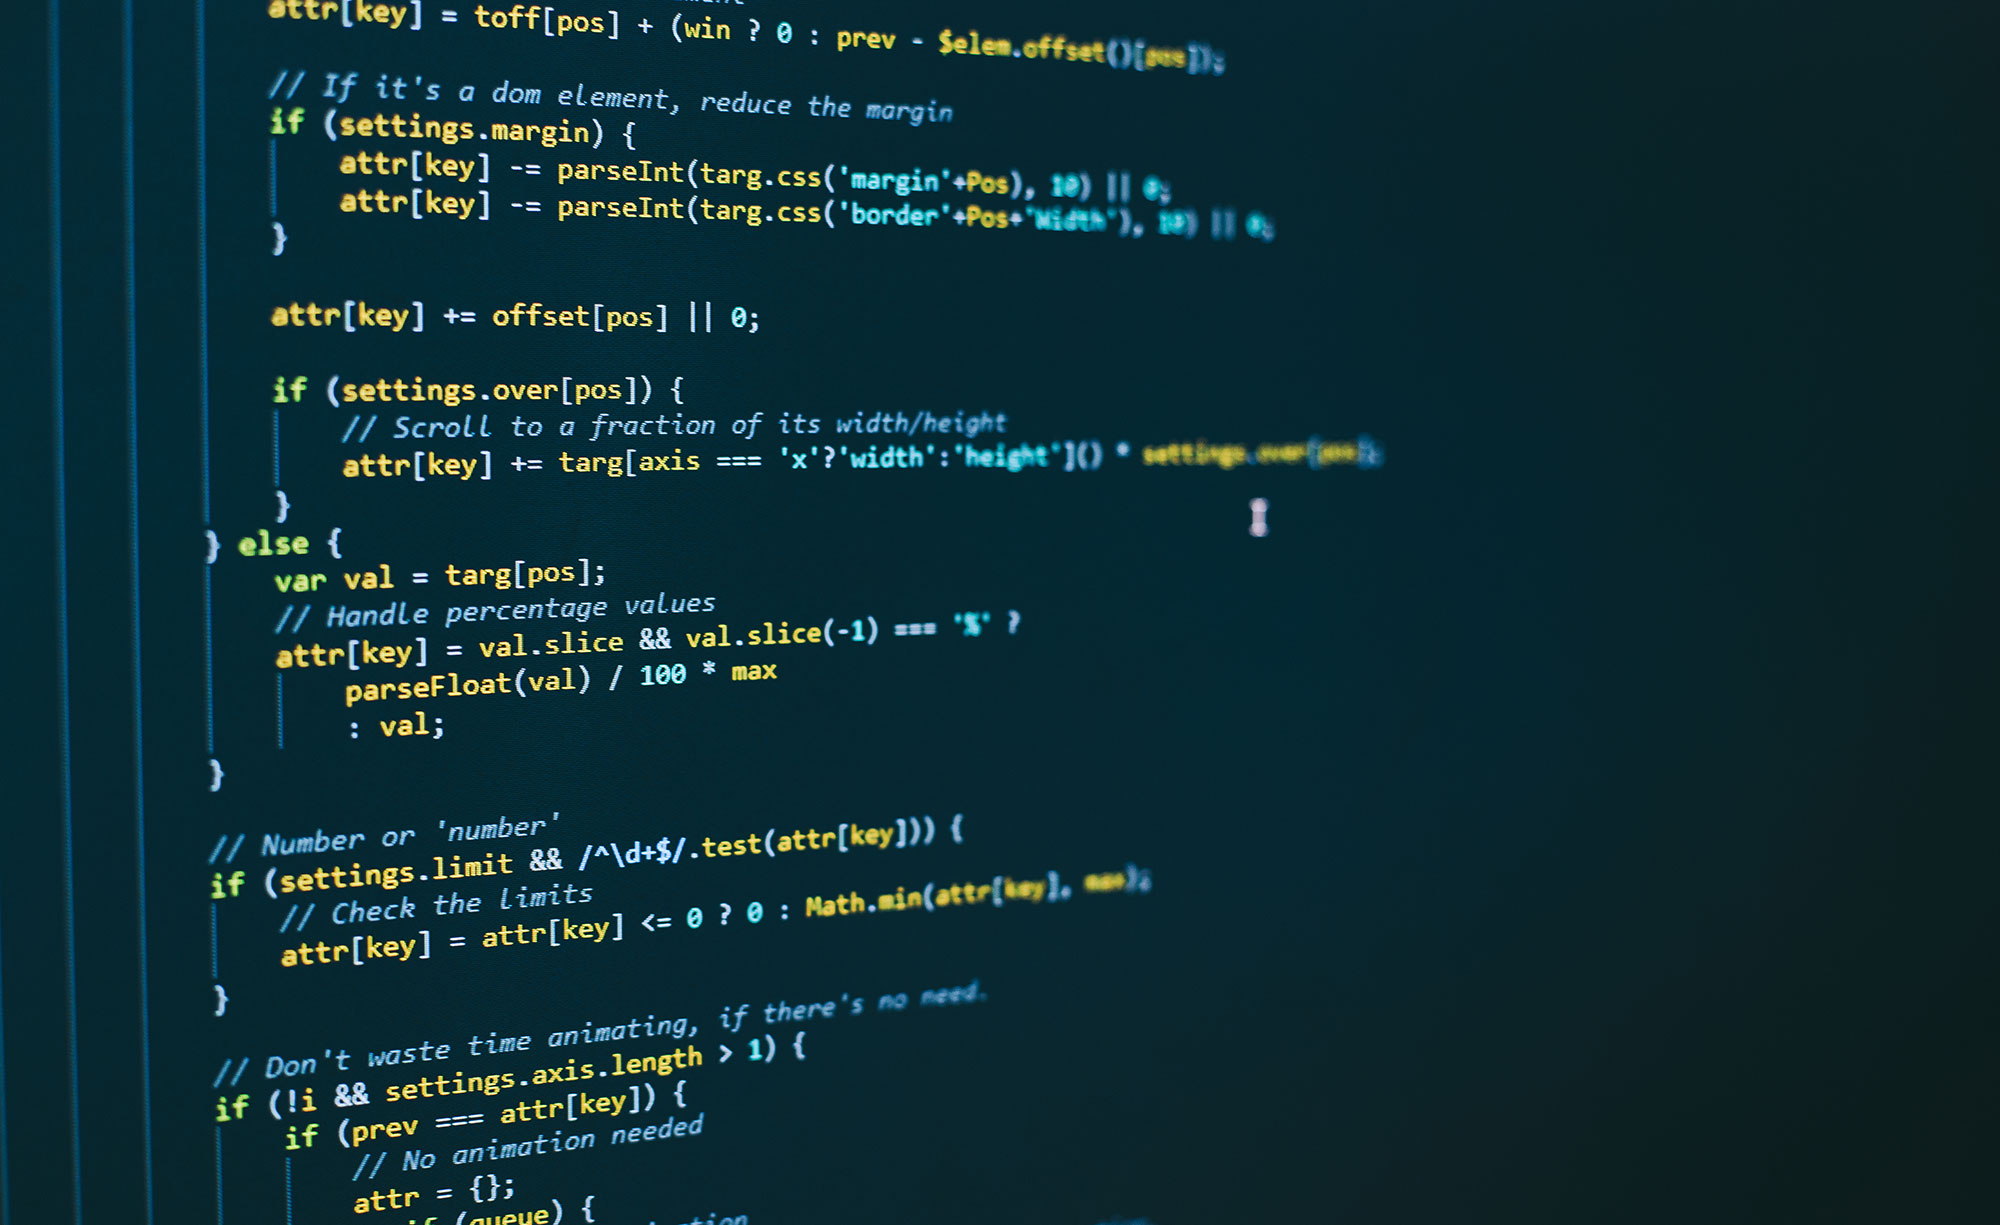 attr[key] = toff[pos] + (win ? 0 : prev - $elem.offset()[pos]);
// If it's a dom element, reduce the margin
if (settings.margin) {
attr[key] -= parseInt(targ.css('margin'+Pos), 10) || 0;
attr[key] -= parseInt(targ.css('border'+Pos+'Width'), 10) || 0;
}
attr[key] += offset[pos] || 0;
if (settings.over[pos]) {
// Scroll to a fraction of its width/height
attr[key] += targ[axis === 'x'?'width':'height']() * settings.over[pos];
}
} else {
var val = targ[pos];
// Handle percentage values
attr[key] = val.slice && val.slice(-1) === '%' ?
parseFloat(val) / 100 * max
: val;
}
// Number or 'number'
if (settings.limit && /^\d+$/.test(attr[key])) {
// Check the limits
attr[key] = attr[key] <= 0 ? 0 : Math.min(attr[key], max);
}
// Don't waste time animating, if there's no need.
if (!i && settings.axis.length > 1) {
if (prev === attr[key]) {
// No animation needed
attr = {};
if (queue) {